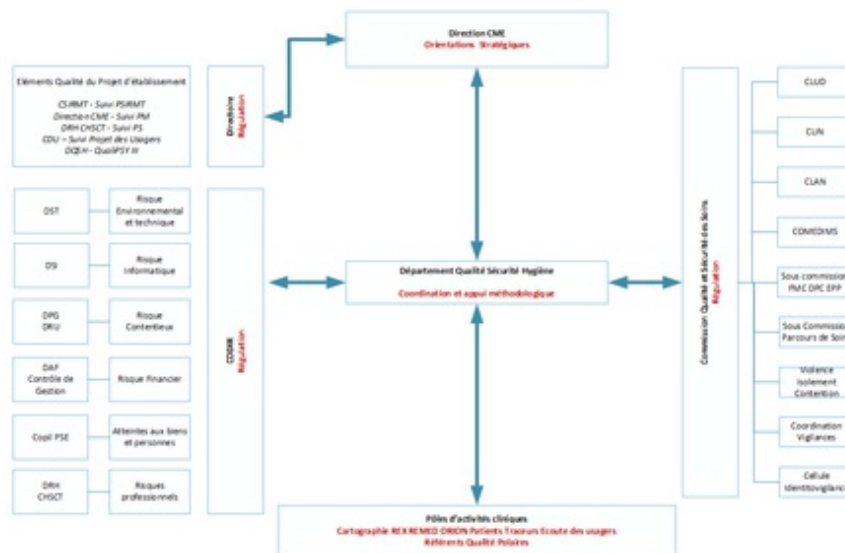 Direction CME
Orientations Stratégiques
Eléments Qualité du Projet d'établissement
CSIRMT - Suivi PSIRMT
Direction CME - Suivi PM
DRH CHSCT - Suivi PS
CDU – Suivi Projet des Usagers
DQSH - QualiPSY III
Directoire
Régulation
DST
Risque
Environnemental
et technique
DSI
Risque
Informatique
DPG
DRU
Risque
Contentieux
DAF
Contrôle de
Gestion
Risque Financier
Copil PSE
Atteintes aux biens
et personnes
DRH
CHSCT
Risques
professionnels
CODIR
Régulation
Département Qualité Sécurité Hygiène
Coordination et appui méthodologique
Pôles d'activités cliniques
Cartographie REX REMED ORION Patients Traceurs Ecoute des usagers
Référents Qualité Polaires
Commission Qualité et Sécurité des Soins
Régulation
CLUD
CLIN
CLAN
COMEDIMS
Sous commission
PMC DPC EPP
Sous Commission
Parcours de Soins
Violence
Isolement
Contention
Coordination
Vigilances
Cellule
Identitovigilance